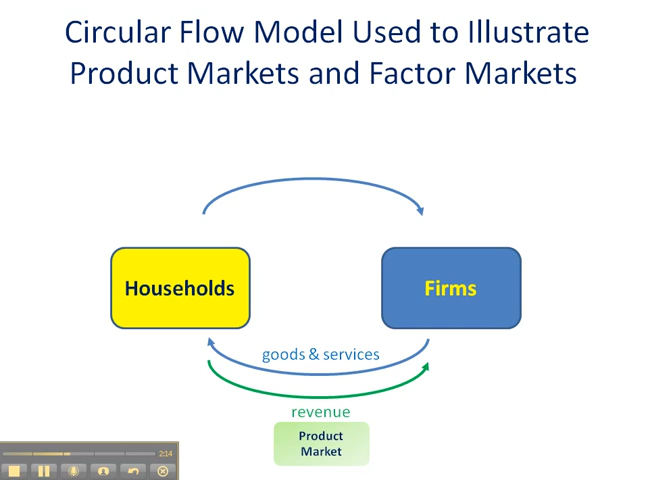 Circular Flow Model Used to Illustrate
Product Markets and Factor Markets
Households
Firms
goods & services
revenue
Product
Market
2:14